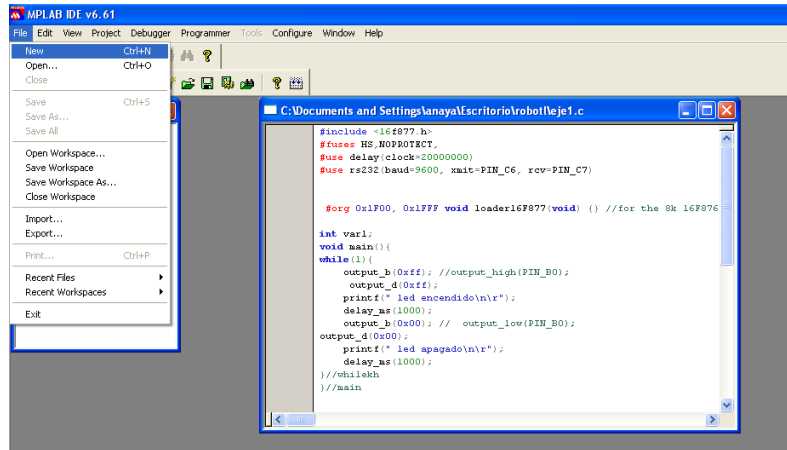 MPLAB IDE v6.61
File Edit View Project Debugger Programmer Tools Configure Window Help
New Ctrl+N
Open... Ctrl+O
Close
Save Ctrl+S
Save As...
Save All
Open Workspace...
Save Workspace
Save Workspace As...
Close Workspace
Import...
Export...
Print... Ctrl+P
Recent Files
Recent Workspaces
Exit
C:\Documents and Settings\anaya\Escritorio\robotI\eje1.c
#include <16f877.h>
#fuses HS,NOPROTECT,
#use delay(clock=20000000)
#use rs232(baud=9600, xmit=PIN_C6, rcv=PIN_C7)
#org 0x1F00, 0x1FFF void loader16F877(void) {} //for the 8k 16F876
int var1;
void main(){
while(1){
output_b(0xff); //output_high(PIN_B0);
output_d(0xff);
printf(" led encendido\n\r");
delay_ms(1000);
output_b(0x00); // output_low(PIN_B0);
output_d(0x00);
printf(" led apagado\n\r");
delay_ms(1000);
}//whilekh
}//main